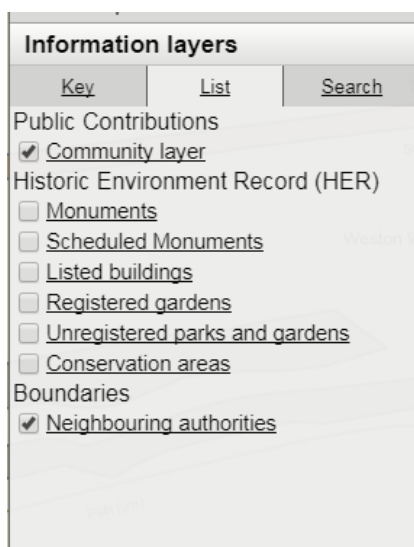 Information layers
Key List Search
Public Contributions
Community layer
Historic Environment Record (HER)
Monuments
Scheduled Monuments
Listed buildings
Registered gardens
Unregistered parks and gardens
Conservation areas
Boundaries
Neighbouring authorities